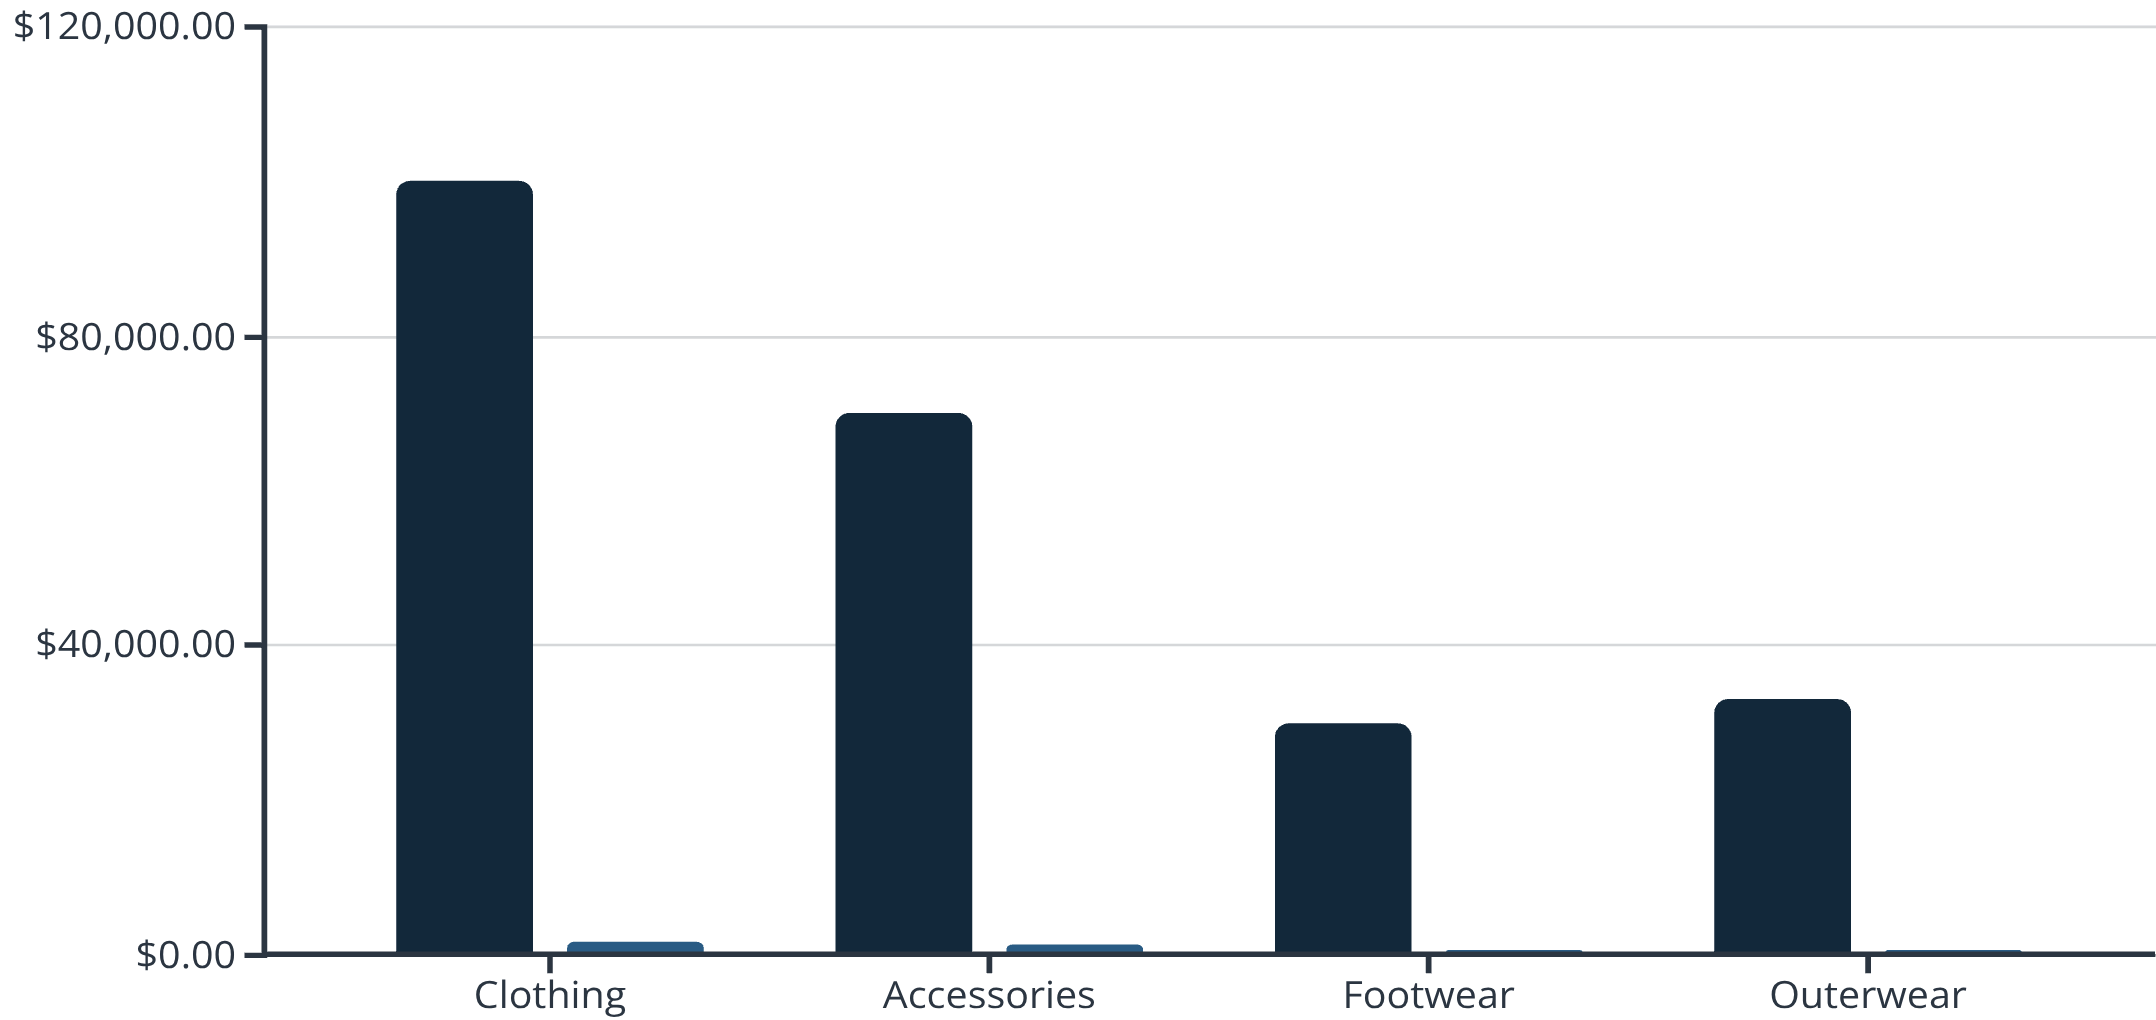 $120,000.00
$80,000.00
$40,000.00
$0.00
Clothing
Accessories
Footwear
Outerwear